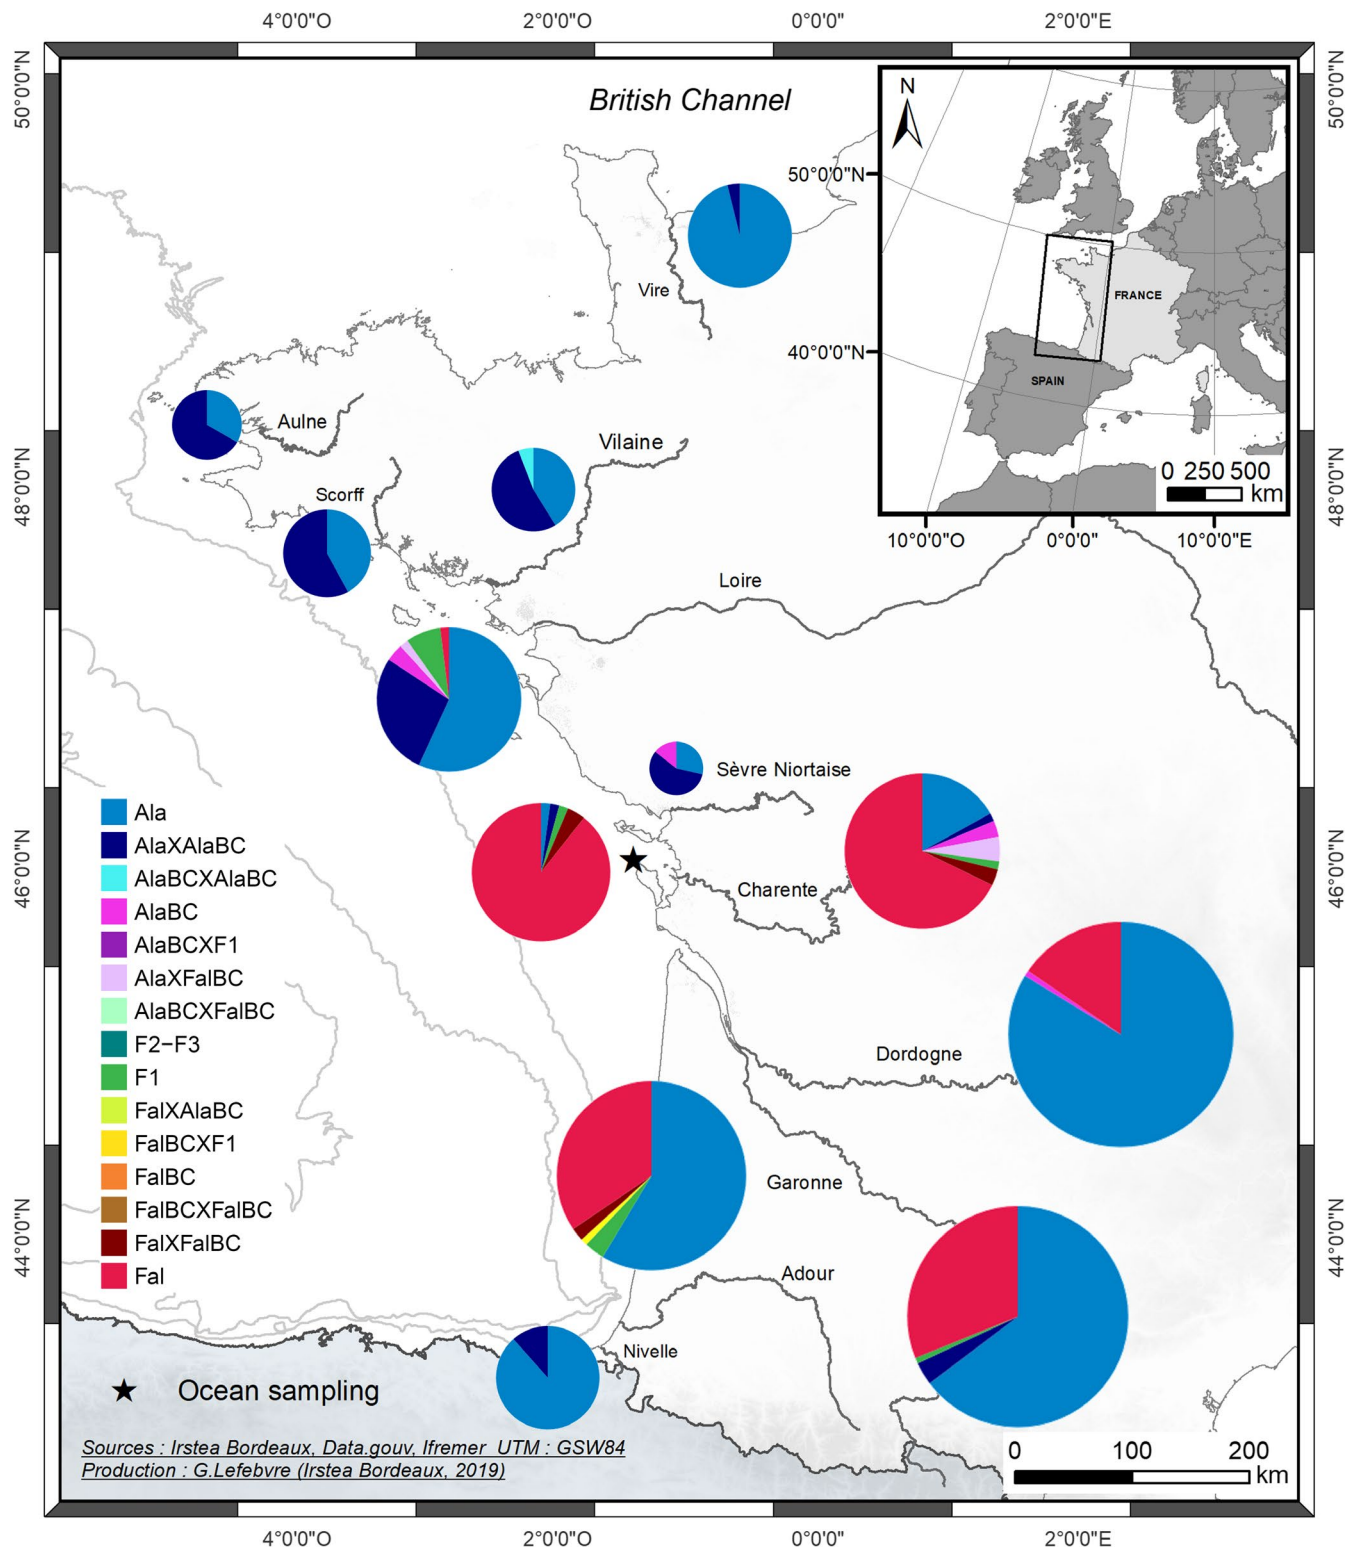 4°0'0"O 2°0'0"O 0°0'0" 2°0'0"E
50°0'0"N
50°0'0"N
British Channel
N
50°0'0"N
40°0'0"N
FRANCE
SPAIN
0 250 500
km
10°0'0"O 0°0'0" 10°0'0"E
Vire
Aulne
Vilaine
Scorff
48°0'0"N
48°0'0"N
Loire
Sèvre Niortaise
Charente
46°0'0"N
46°0'0"N
Ala
AlaXAlaBC
AlaBCXAlaBC
AlaBC
AlaBCXF1
AlaXFalBC
AlaBCXFalBC
F2−F3
F1
FalXAlaBC
FalBCXF1
FalBC
FalBCXFalBC
FalXFalBC
Fal
Dordogne
Garonne
44°0'0"N
44°0'0"N
Adour
Nivelle
Ocean sampling
Sources : Irstea Bordeaux, Data.gouv, Ifremer UTM : GSW84
Production : G.Lefebvre (Irstea Bordeaux, 2019)
0 100 200
km
4°0'0"O 2°0'0"O 0°0'0" 2°0'0"E